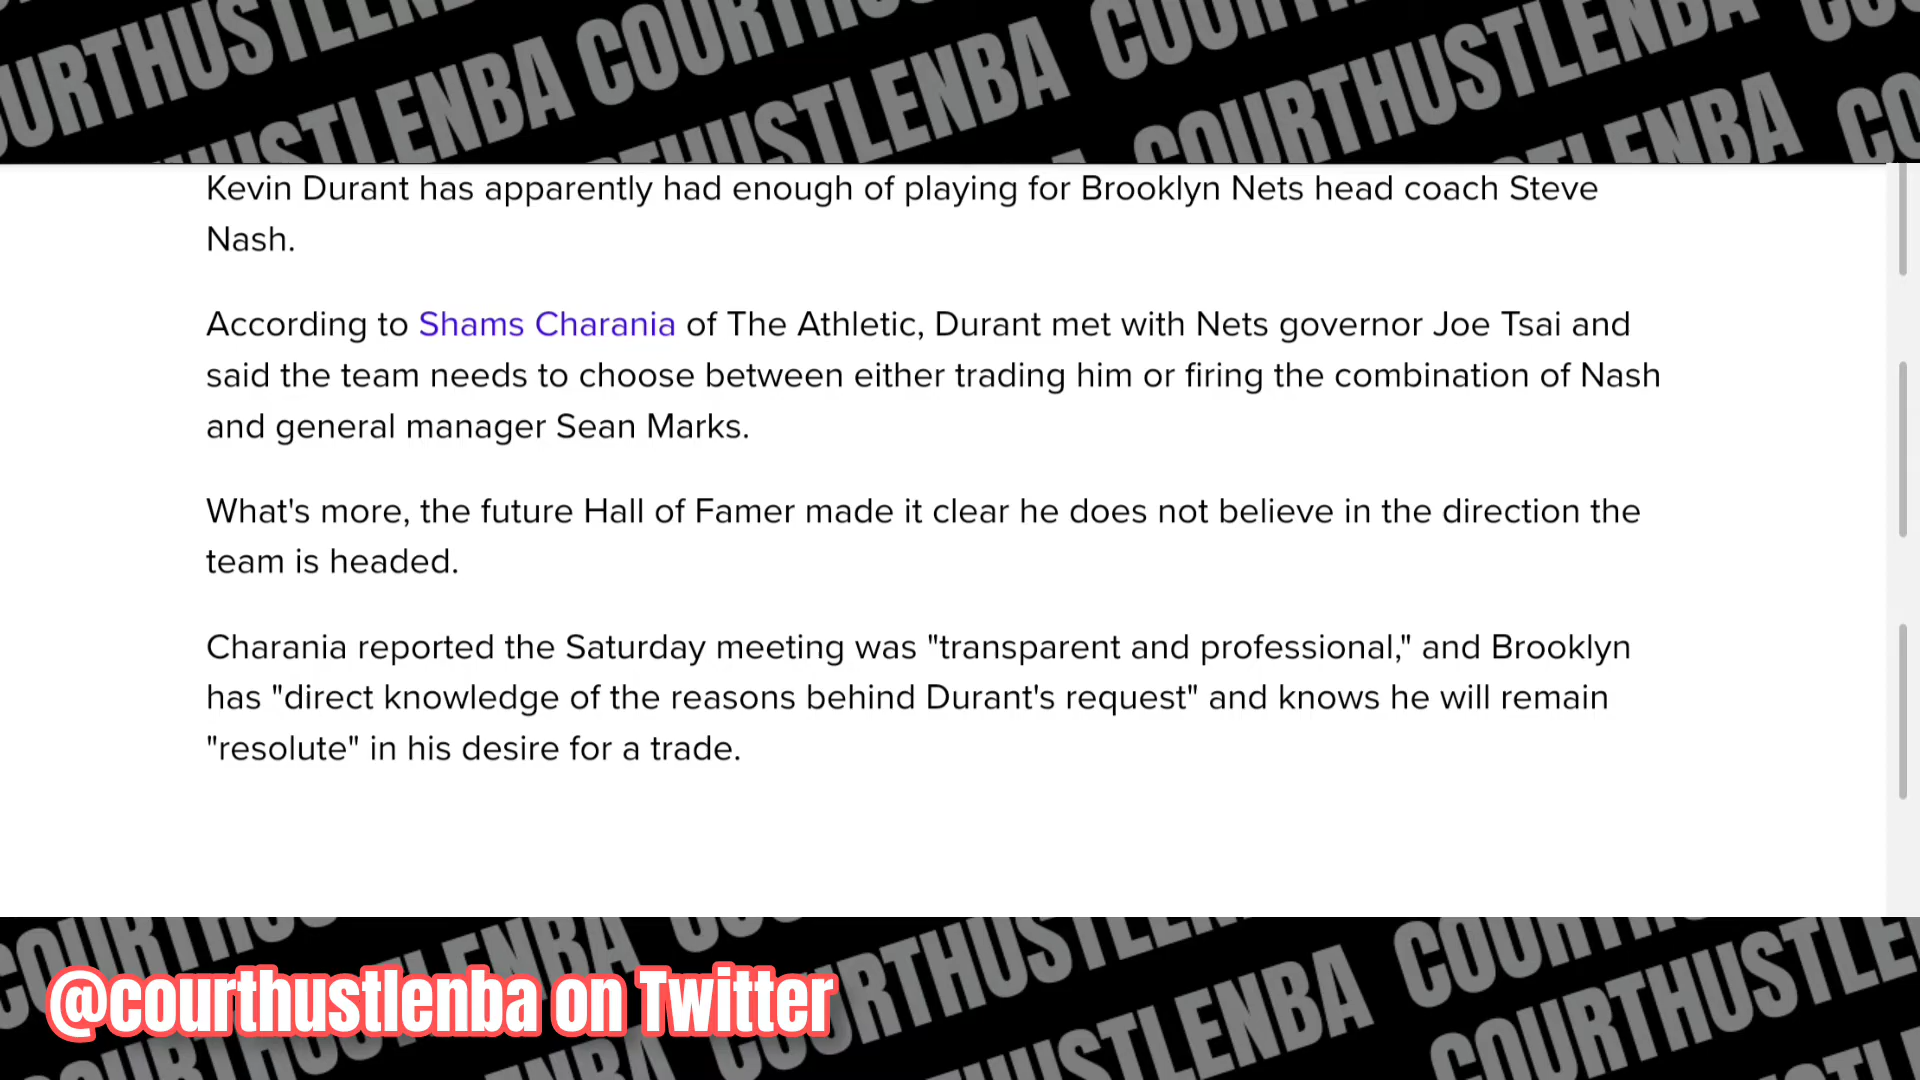 COURTHUSTLENBA COURTHUSTLENBA COURTHUSTLENBA
Kevin Durant has apparently had enough of playing for Brooklyn Nets head coach Steve
Nash.
According to Shams Charania of The Athletic, Durant met with Nets governor Joe Tsai and
said the team needs to choose between either trading him or firing the combination of Nash
and general manager Sean Marks.
What's more, the future Hall of Famer made it clear he does not believe in the direction the
team is headed.
Charania reported the Saturday meeting was "transparent and professional," and Brooklyn
has "direct knowledge of the reasons behind Durant's request" and knows he will remain
"resolute" in his desire for a trade.
@courthustlenba on Twitter
COURTHUSTLENBA COURTHUSTLENBA